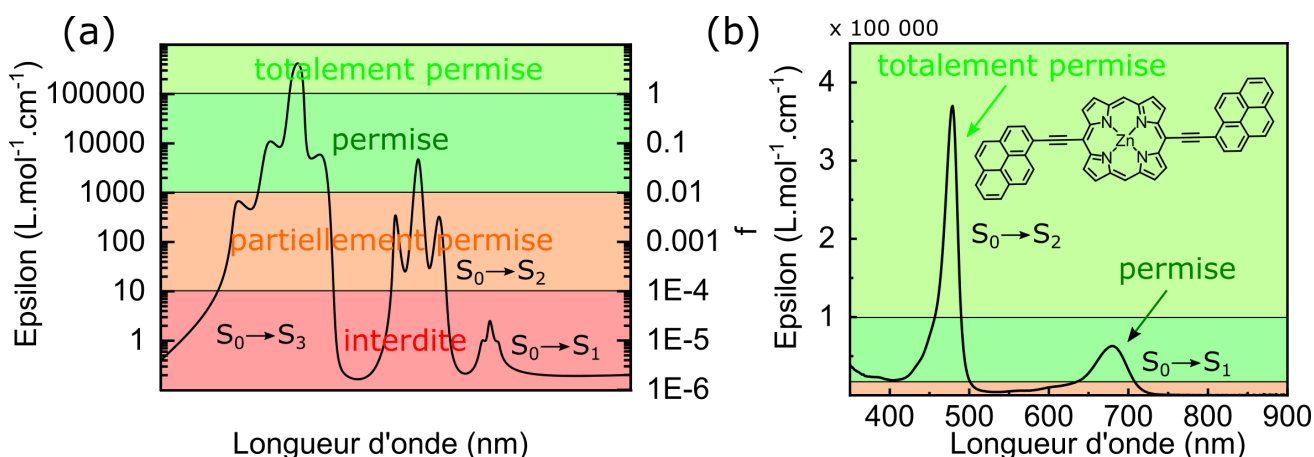 (a)
totalement permise
permise
partiellement permise
interdite
S0→S3
S0→S2
S0→S1
100000
10000
1000
100
10
1
Epsilon (L.mol-1.cm-1)
1
0.1
0.01
0.001
1E-4
1E-5
1E-6
f
Longueur d'onde (nm)
(b)
x 100 000
totalement permise
N
N
Zn
N
N
S0→S2
permise
S0→S1
4
3
2
1
Epsilon (L.mol-1.cm-1)
400 500 600 700 800 900
Longueur d'onde (nm)